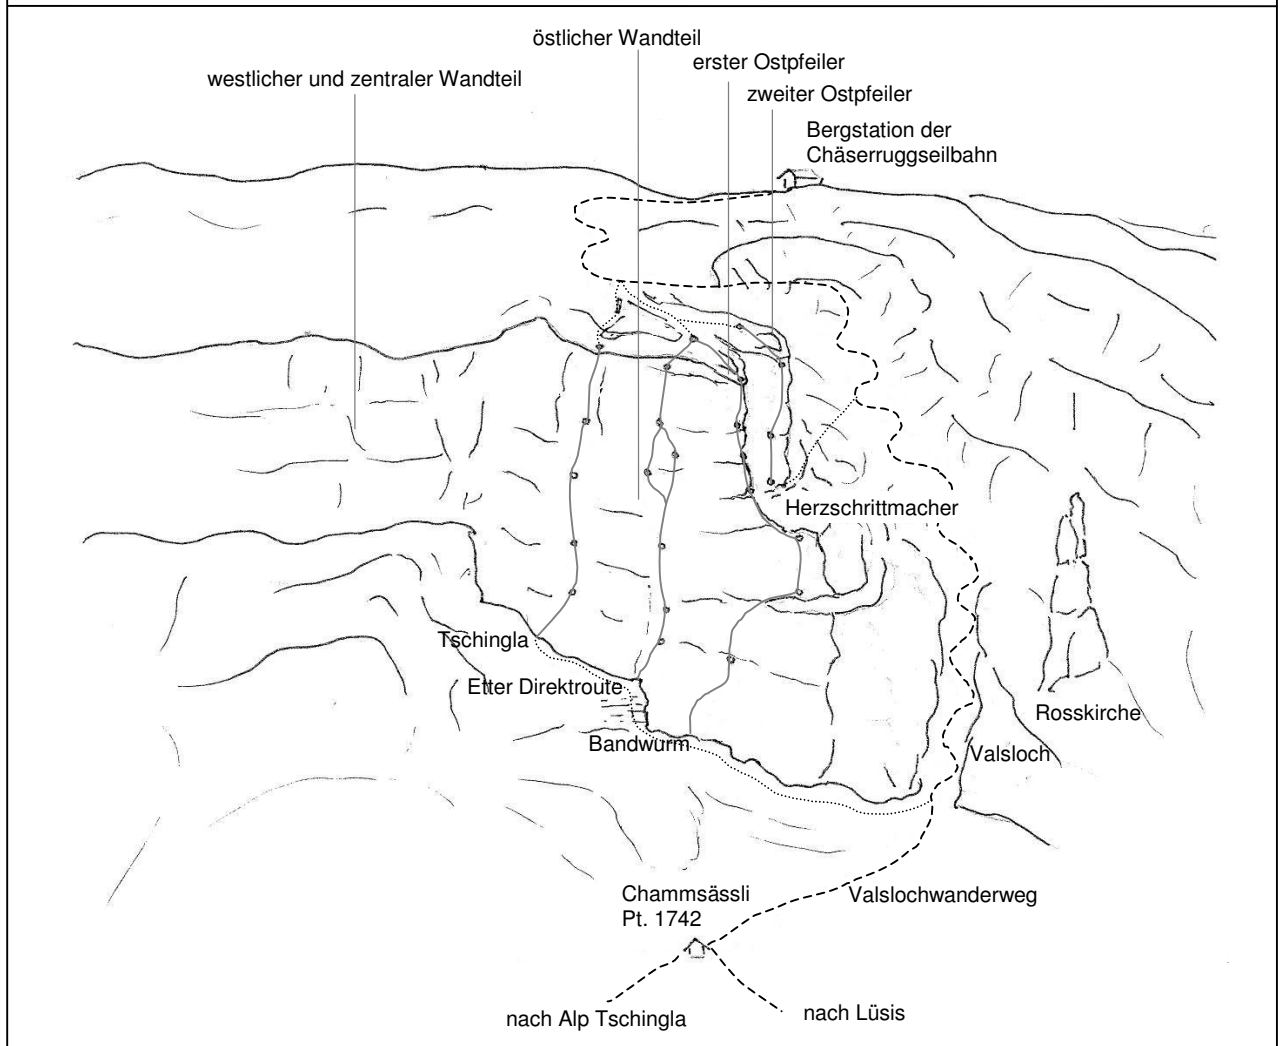 östlicher Wandteil
erster Ostpfeiler
westlicher und zentraler Wandteil
zweiter Ostpfeiler
Bergstation der
Chäserruggseilbahn
Herzschrittmacher
Tschingla
Etter Direktroute
Rosskirche
Bandwurm
Valsloch
Chammsässli
Pt. 1742
Valslochwanderweg
nach Alp Tschingla
nach Lüsis